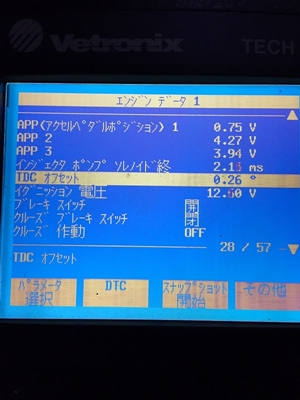 Vetronix TECH
エンジン データ 1
APP(アクセルペダルポジション) 1 0.75 V
APP 2 4.27 V
APP 3 3.94 V
インジェクタ ポンプ ソレノイド終 2.13 ms
TDC オフセット 0.26 °
イグニッション 電圧 12.60 V
ブレーキ スイッチ 開
クルーズ ブレーキ スイッチ 閉
クルーズ 作動 OFF
28 / 57
TDC オフセット
パラメータ 選択
DTC
スナップショット 開始
その他